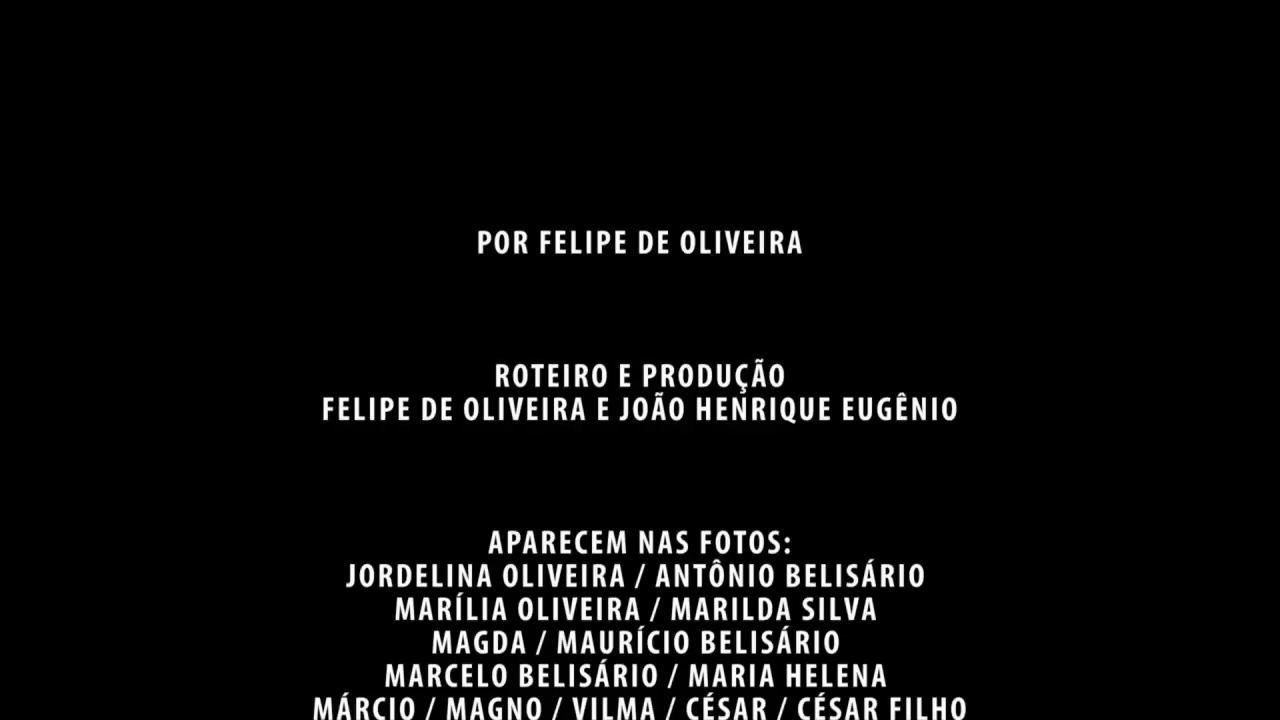 POR FELIPE DE OLIVEIRA
ROTEIRO E PRODUÇÃO
FELIPE DE OLIVEIRA E JOÃO HENRIQUE EUGÊNIO
APARECEM NAS FOTOS:
JORDELINA OLIVEIRA / ANTÔNIO BELISÁRIO
MARÍLIA OLIVEIRA / MARILDA SILVA
MAGDA / MAURÍCIO BELISÁRIO
MARCELO BELISÁRIO / MARIA HELENA
MÁRCIO / MAGNO / VILMA / CÉSAR / CÉSAR FILHO